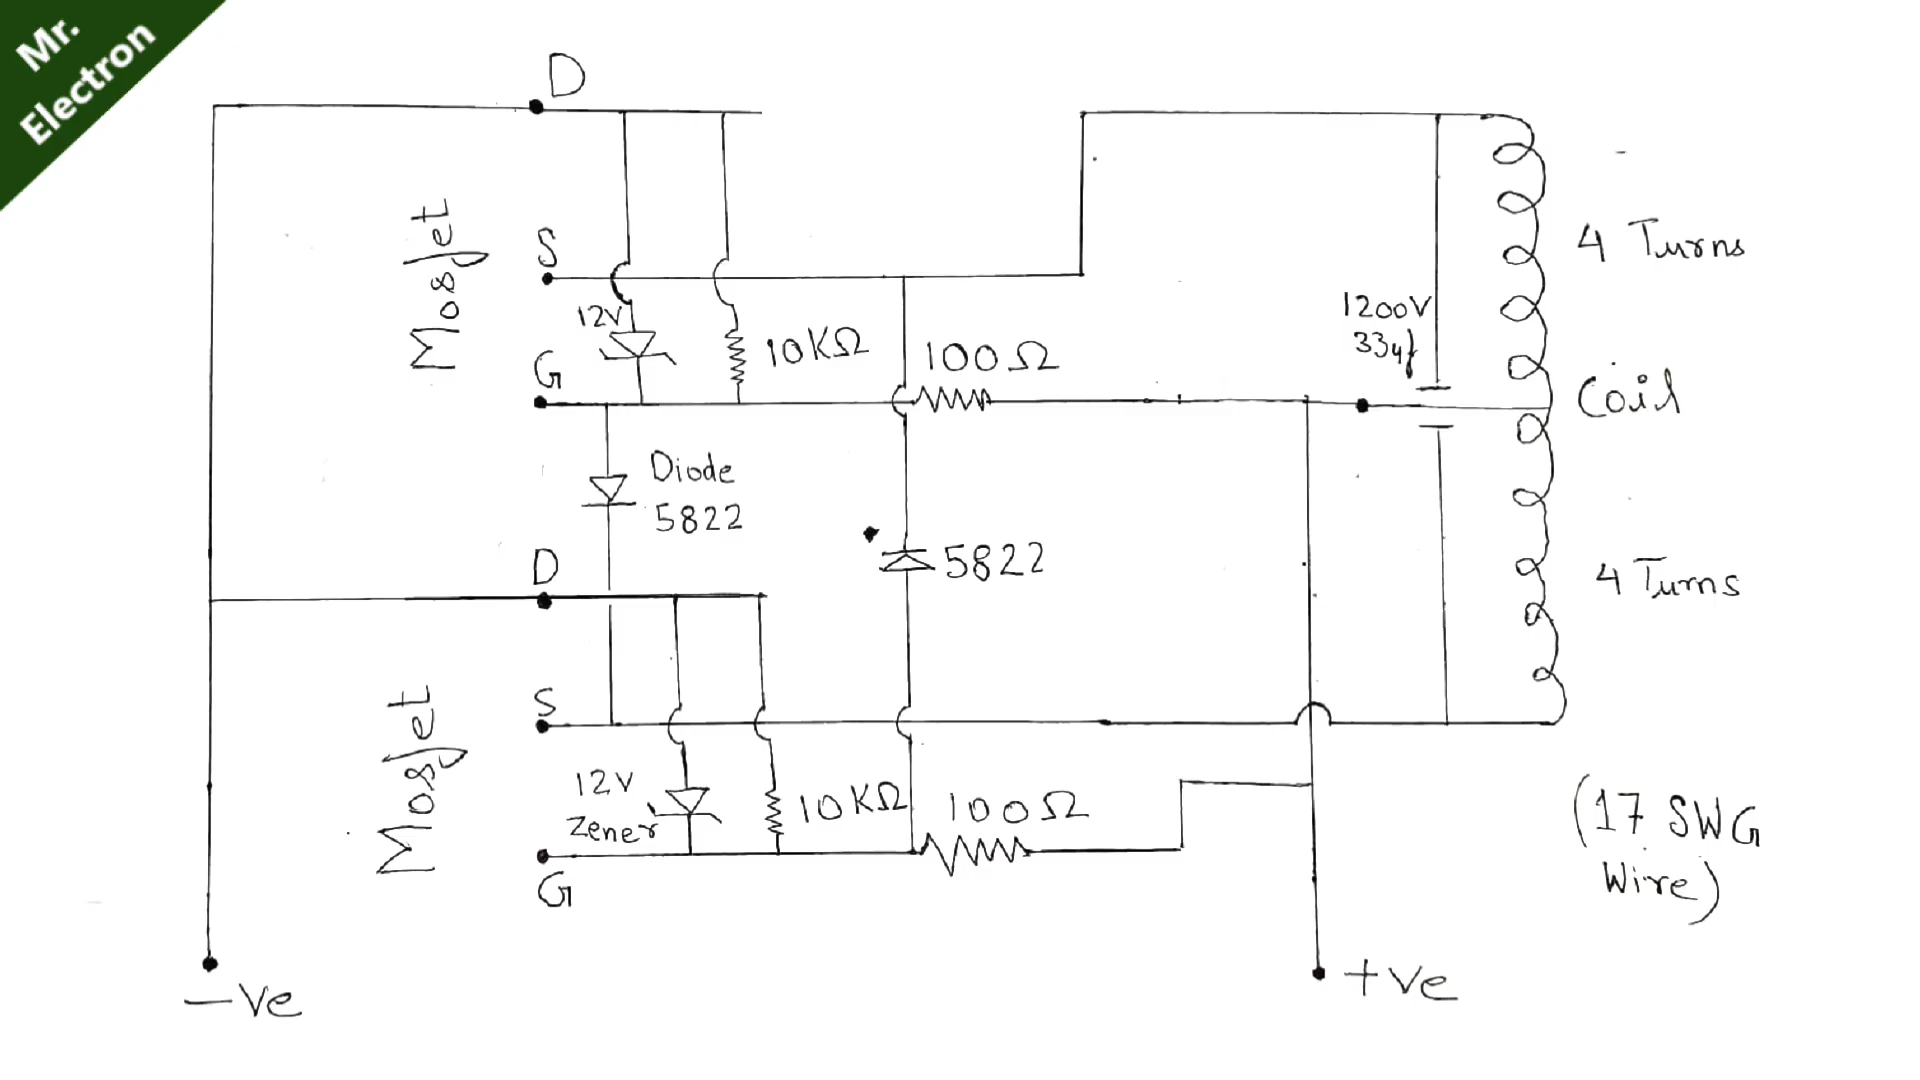 Mr.
Electron
D
Mosfet
S
12V
10KΩ
G
100Ω
1200V
33uf
4 Turns
Coil
Diode
5822
D
5822
4 Turns
Mosfet
S
12V
Zener
10KΩ
100Ω
G
(17 SWG
Wire)
-Ve
+Ve